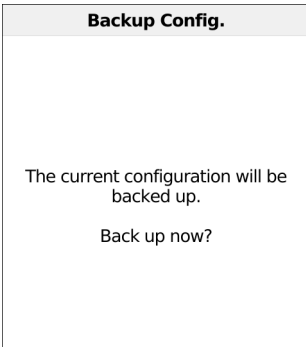 Backup Config.
The current configuration will be
backed up.
Back up now?